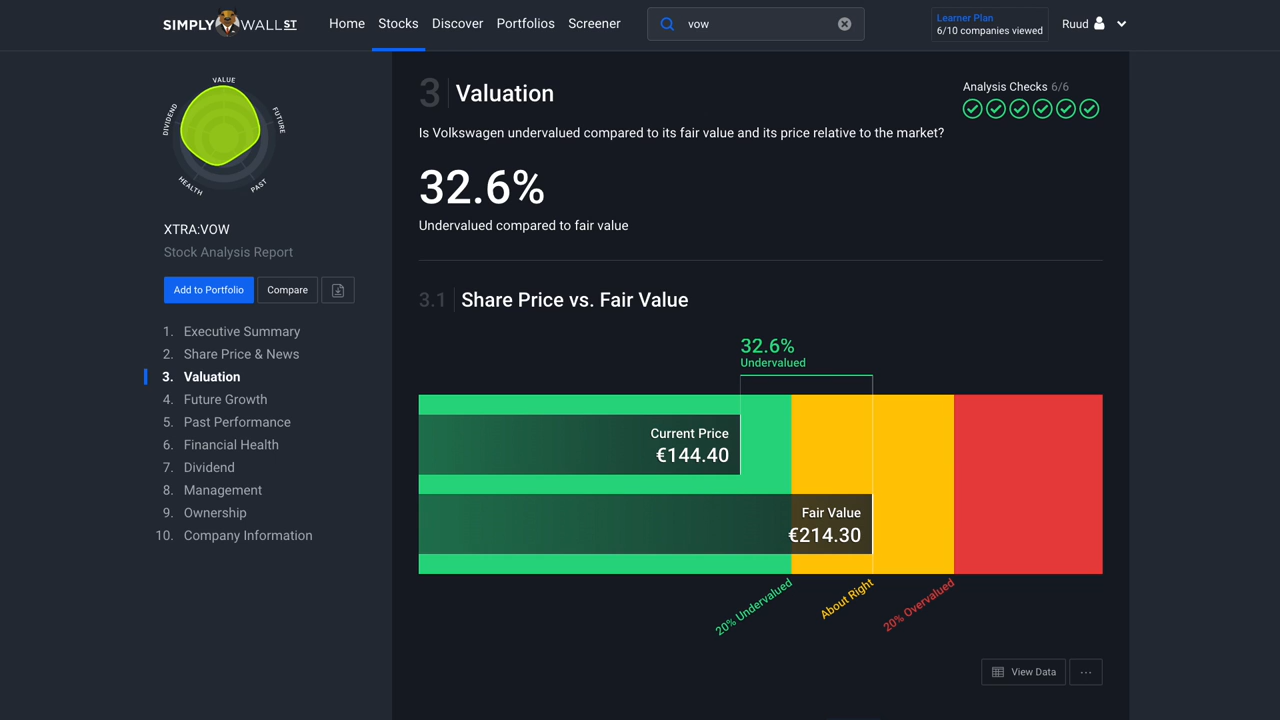 SIMPLY WALLST
Home Stocks Discover Portfolios Screener
vow
Learner Plan
6/10 companies viewed
Ruud
VALUE
FUTURE
PAST
HEALTH
DIVIDEND
XTRA:VOW
Stock Analysis Report
Add to Portfolio
Compare
1. Executive Summary
2. Share Price & News
3. Valuation
4. Future Growth
5. Past Performance
6. Financial Health
7. Dividend
8. Management
9. Ownership
10. Company Information
3 Valuation
Analysis Checks 6/6
Is Volkswagen undervalued compared to its fair value and its price relative to the market?
32.6%
Undervalued compared to fair value
3.1 Share Price vs. Fair Value
32.6%
Undervalued
Current Price
€144.40
Fair Value
€214.30
20% Undervalued
About Right
20% Overvalued
View Data
...